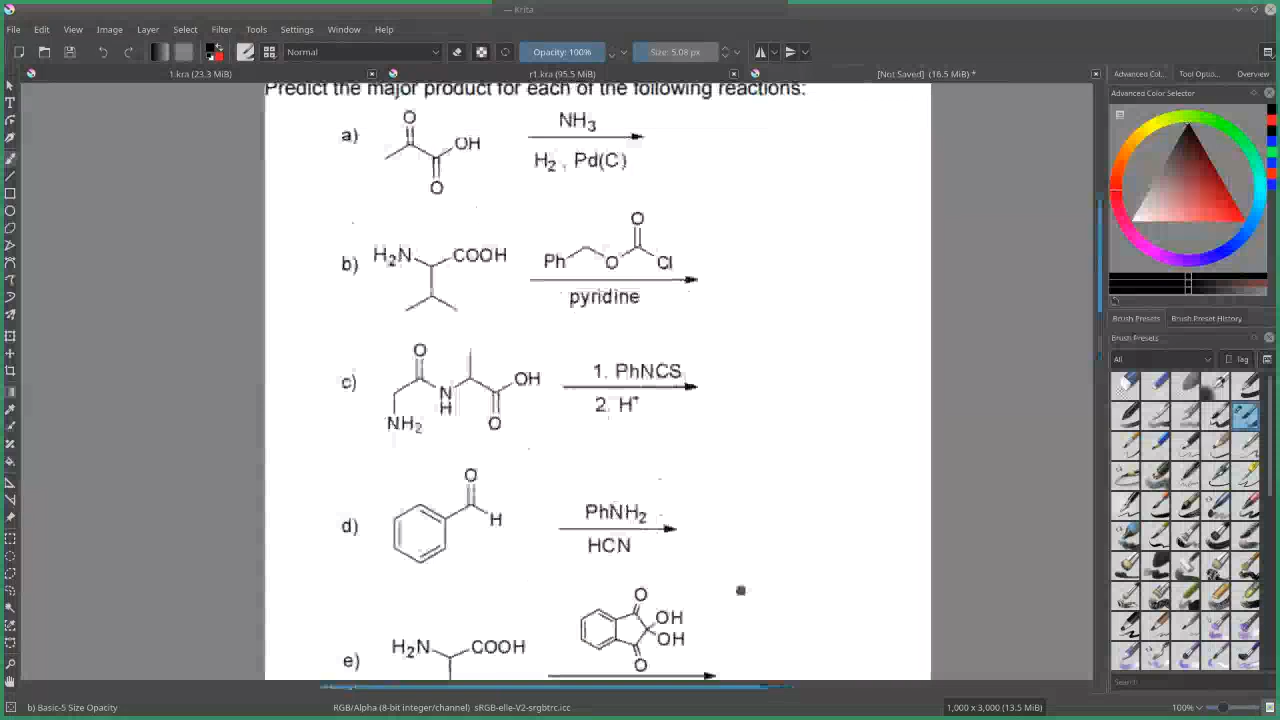 — Krita
File Edit View Image Layer Select Filter Tools Settings Window Help
Normal Opacity: 100% Size: 5.08 px
1.kra (23.3 MiB) r1.kra (95.5 MiB) [Not Saved] (16.5 MiB) * Advanced Col... Tool Optio... Overview
Advanced Color Selector
Predict the major product for each of the following reactions:
a) O OH O NH3
H2 , Pd(C)
b) H2N COOH Ph O O Cl
pyridine
c) O N H OH O NH2 1. PhNCS
2. H+
d) O H PhNH2
HCN
e) H2N COOH O OH OH O
Brush Presets Brush Preset History
Brush Presets
All Tag
Search
b) Basic-5 Size Opacity RGB/Alpha (8-bit integer/channel) sRGB-elle-V2-srgbtrc.icc 1,000 x 3,000 (13.5 MiB) 100%